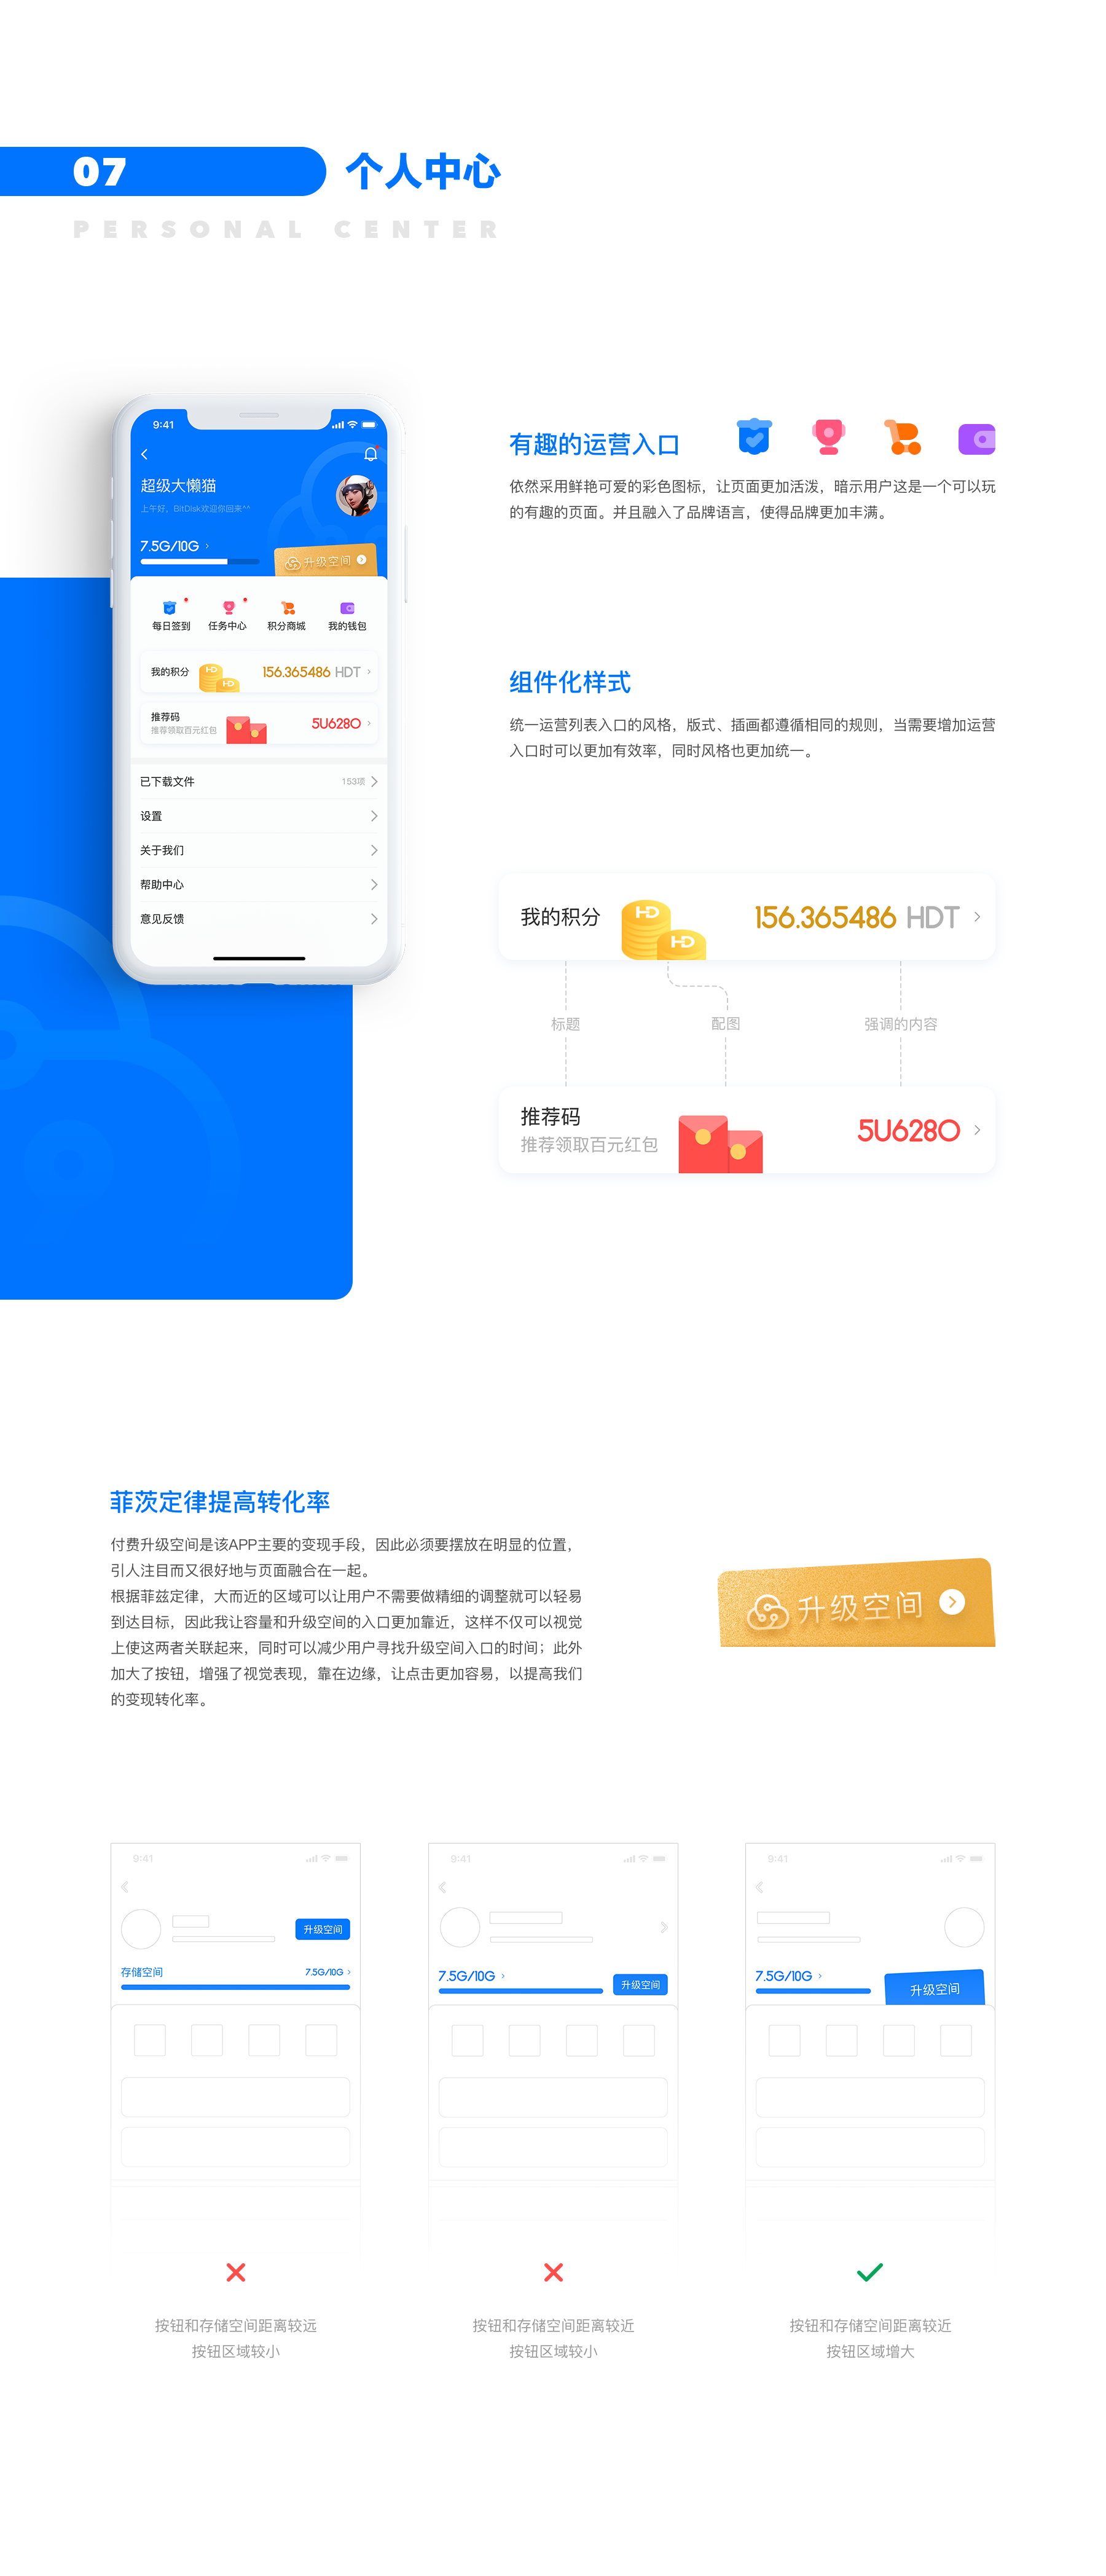 07
个人中心
PERSONAL CENTER
9:41
超级大懒猫
上午好，BitDisk欢迎你回来^^
7.5G/10G
升级空间
每日签到 任务中心 积分商城 我的钱包
我的积分 HD HD 156.365486 HDT
推荐码
推荐领取百元红包
5U628O
已下载文件 153项
设置
关于我们
帮助中心
意见反馈
有趣的运营入口
依然采用鲜艳可爱的彩色图标，让页面更加活泼，暗示用户这是一个可以玩
的有趣的页面。并且融入了品牌语言，使得品牌更加丰满。
组件化样式
统一运营列表入口的风格，版式、插画都遵循相同的规则，当需要增加运营
入口时可以更加有效率，同时风格也更加统一。
我的积分 HD HD 156.365486 HDT
标题 配图 强调的内容
推荐码
推荐领取百元红包
5U628O
菲茨定律提高转化率
付费升级空间是该APP主要的变现手段，因此必须要摆放在明显的位置，
引人注目而又很好地与页面融合在一起。
根据菲兹定律，大而近的区域可以让用户不需要做精细的调整就可以轻易
到达目标，因此我让容量和升级空间的入口更加靠近，这样不仅可以视觉
上使这两者关联起来，同时可以减少用户寻找升级空间入口的时间；此外
加大了按钮，增强了视觉表现，靠在边缘，让点击更加容易，以提高我们
的变现转化率。
升级空间
9:41
升级空间
存储空间 7.5G/10G
按钮和存储空间距离较远
按钮区域较小
9:41
7.5G/10G
升级空间
按钮和存储空间距离较近
按钮区域较小
9:41
7.5G/10G
升级空间
按钮和存储空间距离较近
按钮区域增大